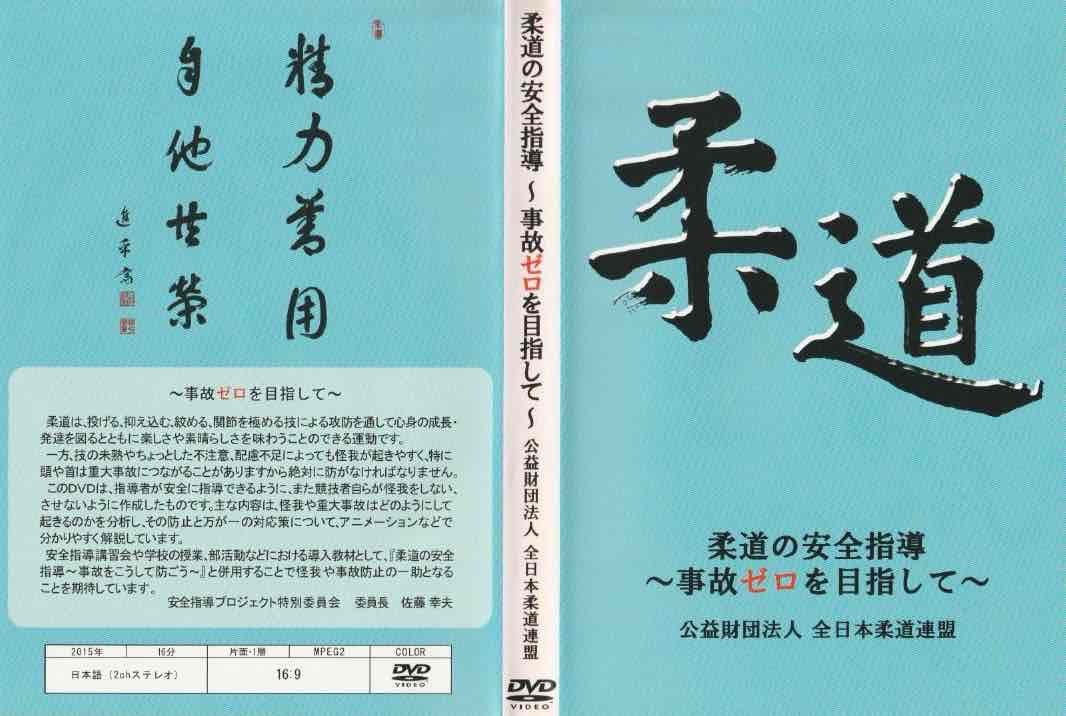 精力善用
自他共栄
進乎書
～事故ゼロを目指して～
柔道は、投げる、抑え込む、絞める、関節を極める技による攻防を通して心身の成長・
発達を図るとともに楽しさや素晴らしさを味わうことのできる運動です。
一方、技の未熟やちょっとした不注意、配慮不足によっても怪我が起きやすく、特に
頭や首は重大事故につながることがありますから絶対に防がなければなりません。
このDVDは、指導者が安全に指導できるように、また競技者自らが怪我をしない、
させないように作成したものです。主な内容は、怪我や重大事故はどのようにして
起きるのかを分析し、その防止と万が一の対応策について、アニメーションなどで
分かりやすく解説しています。
安全指導講習会や学校の授業、部活動などにおける導入教材として、『柔道の安全
指導～事故をこうして防ごう～』と併用することで怪我や事故防止の一助となる
ことを期待しています。
安全指導プロジェクト特別委員会 委員長 佐藤 幸夫
2015年 16分 片面・1層 MPEG2 COLOR
日本語（2chステレオ） 16:9 DVD VIDEO
柔道の安全指導 ～事故ゼロを目指して～ 公益財団法人 全日本柔道連盟
DVD VIDEO
柔道
柔道の安全指導
～事故ゼロを目指して～
公益財団法人 全日本柔道連盟